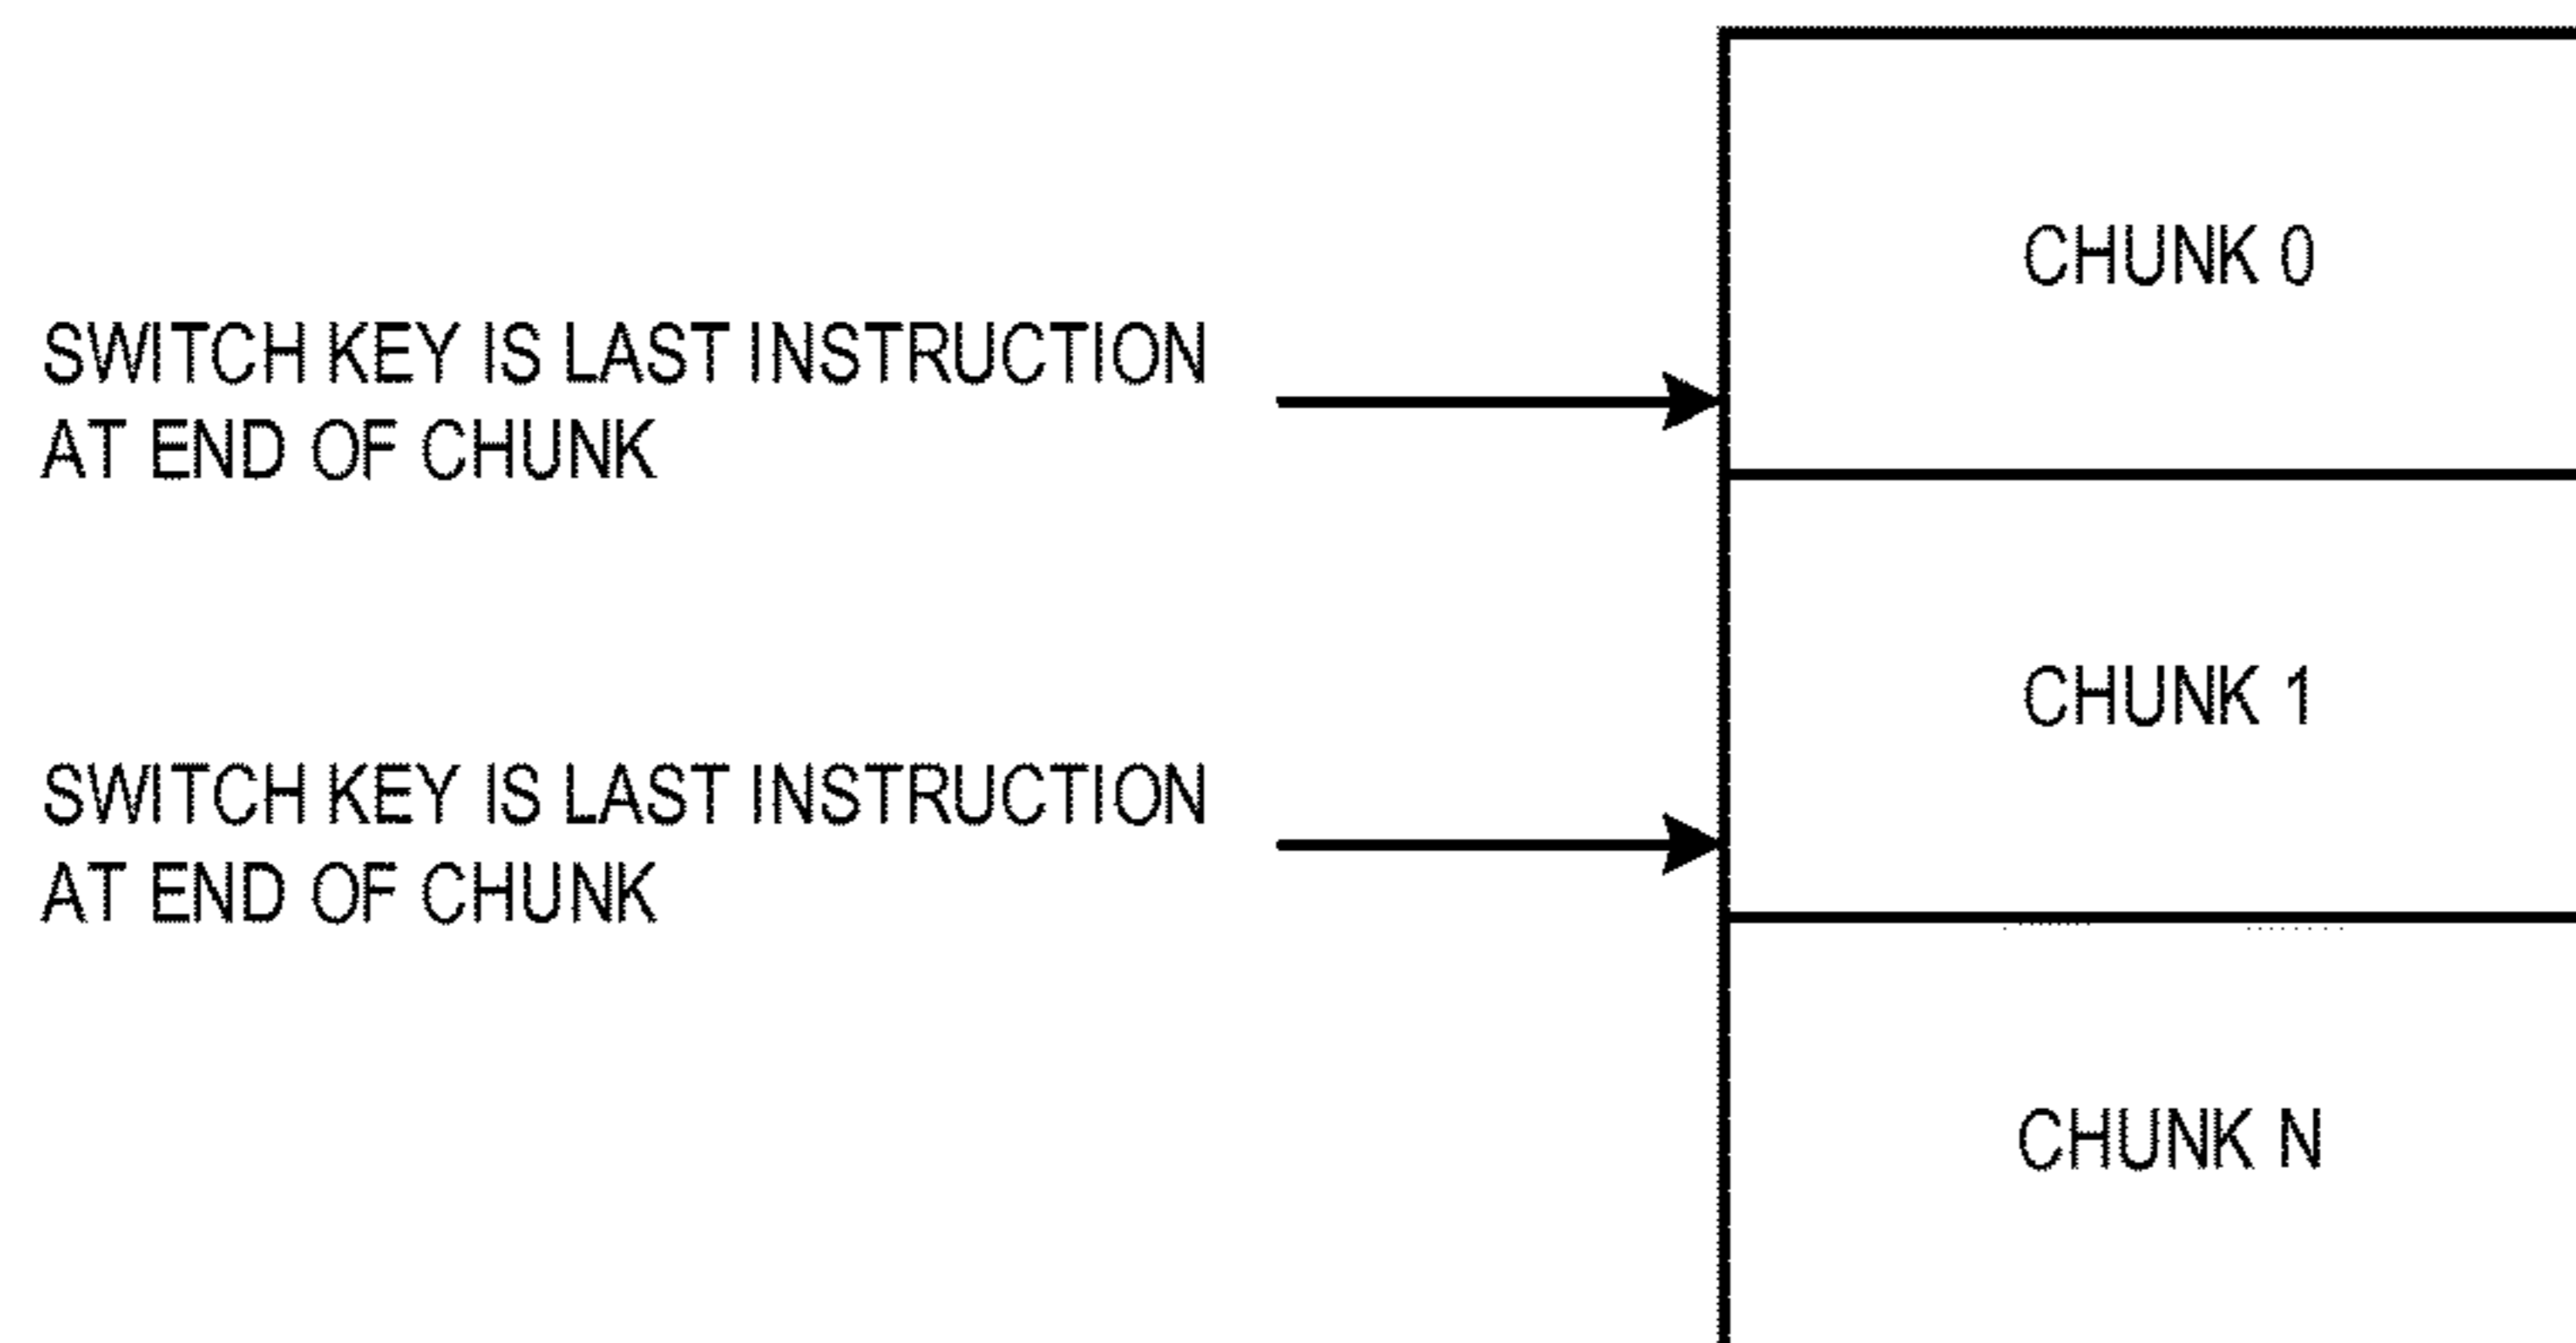 CHUNK 0
SWITCH KEY IS LAST INSTRUCTION
AT END OF CHUNK
CHUNK 1
SWITCH KEY IS LAST INSTRUCTION
AT END OF CHUNK
CHUNK N